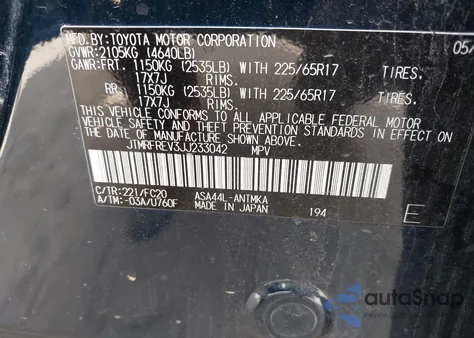 MFD.BY:TOYOTA MOTOR CORPORATION 05/
GVWR:2105KG (4640LB)
GAWR:FRT. 1150KG (2535LB) WITH 225/65R17 TIRES.
17X7J RIMS.
RR. 1150KG (2535LB) WITH 225/65R17 TIRES.
17X7J RIMS.
THIS VEHICLE CONFORMS TO ALL APPLICABLE FEDERAL MOTOR
VEHICLE SAFETY AND THEFT PREVENTION STANDARDS IN EFFECT
ON THE DATE OF MANUFACTURE SHOWN ABOVE.
JTMRFREV3JJ233042 MPV
C/TR:221/FC20 ASA44L-ANTMKA
A/TM:-03A/U760F MADE IN JAPAN 194 E
autoSnap